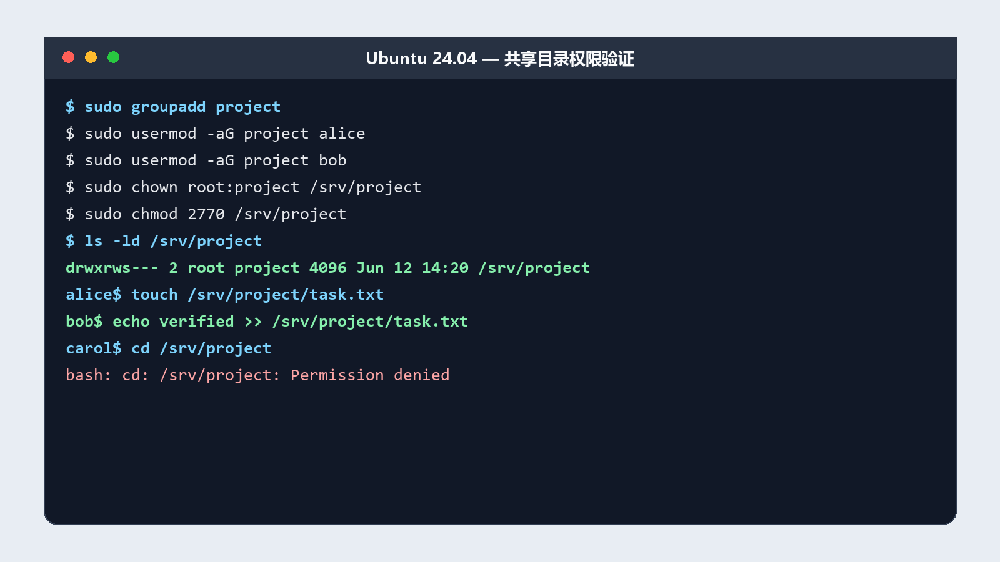 Ubuntu 24.04 — 共享目录权限验证
$ sudo groupadd project
$ sudo usermod -aG project alice
$ sudo usermod -aG project bob
$ sudo chown root:project /srv/project
$ sudo chmod 2770 /srv/project
$ ls -ld /srv/project
drwxrws--- 2 root project 4096 Jun 12 14:20 /srv/project
alice$ touch /srv/project/task.txt
bob$ echo verified >> /srv/project/task.txt
carol$ cd /srv/project
bash: cd: /srv/project: Permission denied